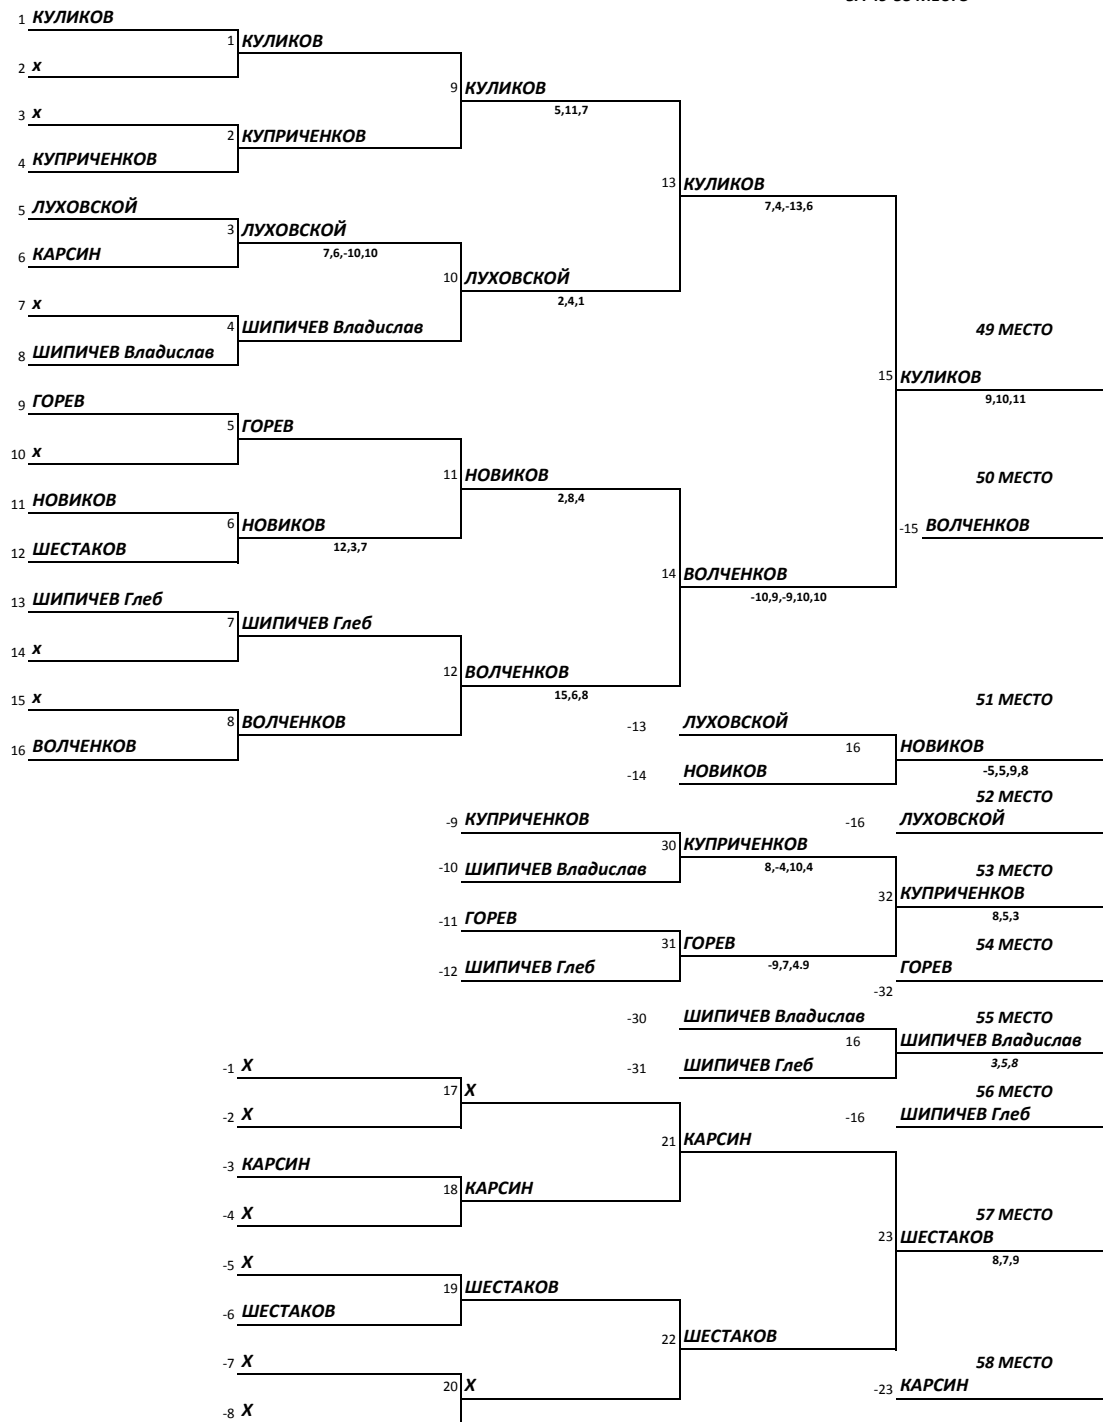 1 КУЛИКОВ
1 КУЛИКОВ
2 х
9 КУЛИКОВ
5,11,7
3 х
2 КУПРИЧЕНКОВ
4 КУПРИЧЕНКОВ
13 КУЛИКОВ
7,4,-13,6
5 ЛУХОВСКОЙ
3 ЛУХОВСКОЙ
7,6,-10,10
6 КАРСИН
10 ЛУХОВСКОЙ
2,4,1
7 х
4 ШИПИЧЕВ Владислав
8 ШИПИЧЕВ Владислав
49 МЕСТО
15 КУЛИКОВ
9,10,11
9 ГОРЕВ
5 ГОРЕВ
10 х
11 НОВИКОВ
2,8,4
50 МЕСТО
11 НОВИКОВ
6 НОВИКОВ
12,3,7
-15 ВОЛЧЕНКОВ
12 ШЕСТАКОВ
14 ВОЛЧЕНКОВ
-10,9,-9,10,10
13 ШИПИЧЕВ Глеб
7 ШИПИЧЕВ Глеб
14 х
12 ВОЛЧЕНКОВ
15,6,8
15 х
51 МЕСТО
8 ВОЛЧЕНКОВ
-13 ЛУХОВСКОЙ
16 ВОЛЧЕНКОВ
16 НОВИКОВ
-5,5,9,8
-14 НОВИКОВ
52 МЕСТО
-9 КУПРИЧЕНКОВ
-16 ЛУХОВСКОЙ
30 КУПРИЧЕНКОВ
8,-4,10,4
-10 ШИПИЧЕВ Владислав
53 МЕСТО
32 КУПРИЧЕНКОВ
8,5,3
-11 ГОРЕВ
31 ГОРЕВ
-9,7,4.9
54 МЕСТО
-12 ШИПИЧЕВ Глеб
ГОРЕВ
-32
-30 ШИПИЧЕВ Владислав
55 МЕСТО
16 ШИПИЧЕВ Владислав
3,5,8
-31 ШИПИЧЕВ Глеб
-1 Х
17 Х
56 МЕСТО
-2 Х
-16 ШИПИЧЕВ Глеб
21 КАРСИН
-3 КАРСИН
18 КАРСИН
-4 Х
57 МЕСТО
23 ШЕСТАКОВ
8,7,9
-5 Х
19 ШЕСТАКОВ
-6 ШЕСТАКОВ
22 ШЕСТАКОВ
-7 Х
58 МЕСТО
20 Х
-23 КАРСИН
-8 Х